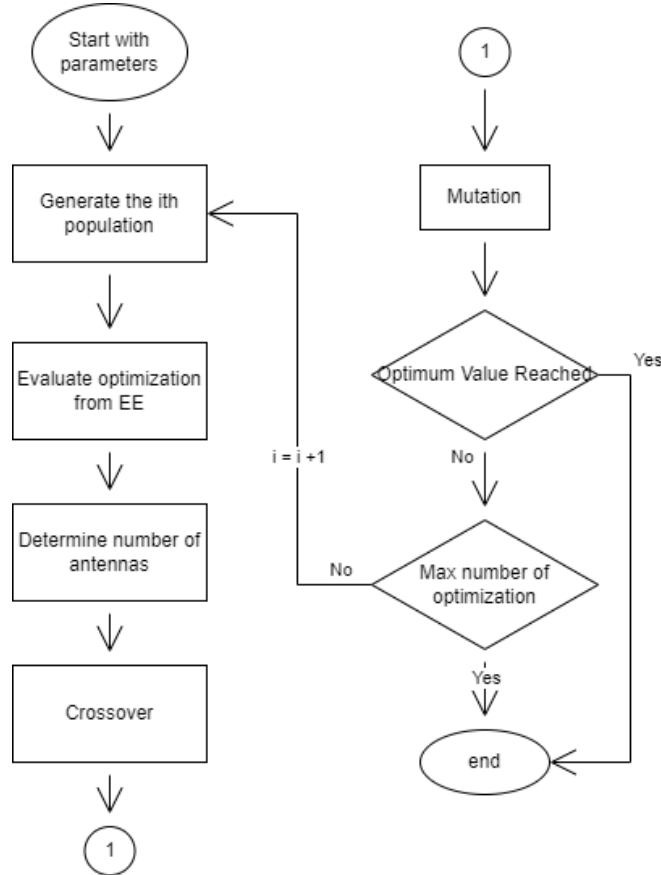 Start with
parameters
Generate the ith
population
Evaluate optimization
from EE
Determine number of
antennas
Crossover
1
1
Mutation
Optimum Value Reached
Yes
No
Max number of
optimization
No
i = i +1
Yes
end